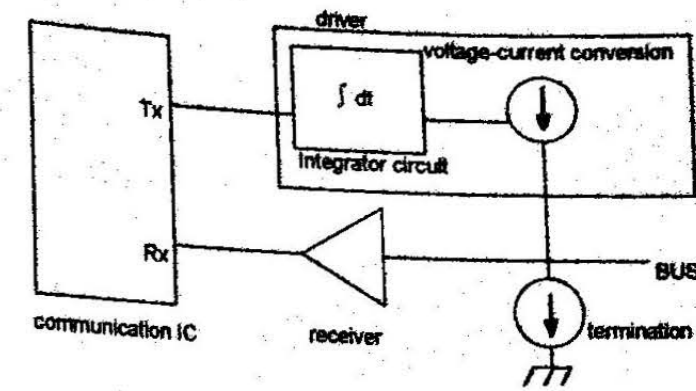 driver
voltage-current conversion
∫ dt
Tx
Integrator circuit
Rx
BUS
communication IC
receiver
termination